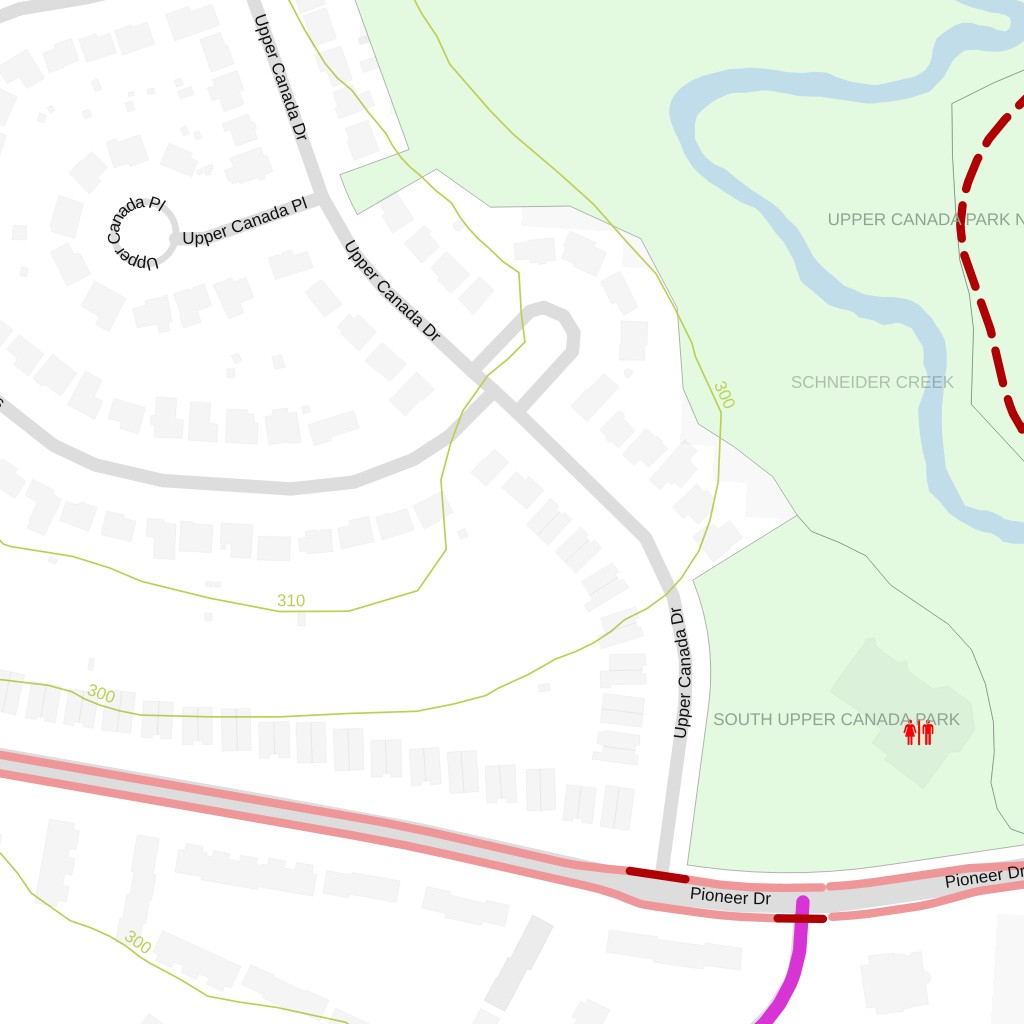 Upper Canada Dr
Upper Canada Pl
Upper Canada Pl
UPPER CANADA PARK N
Upper Canada Dr
SCHNEIDER CREEK
300
310
300
Upper Canada Dr
SOUTH UPPER CANADA PARK
Pioneer Dr
Pioneer Dr
300